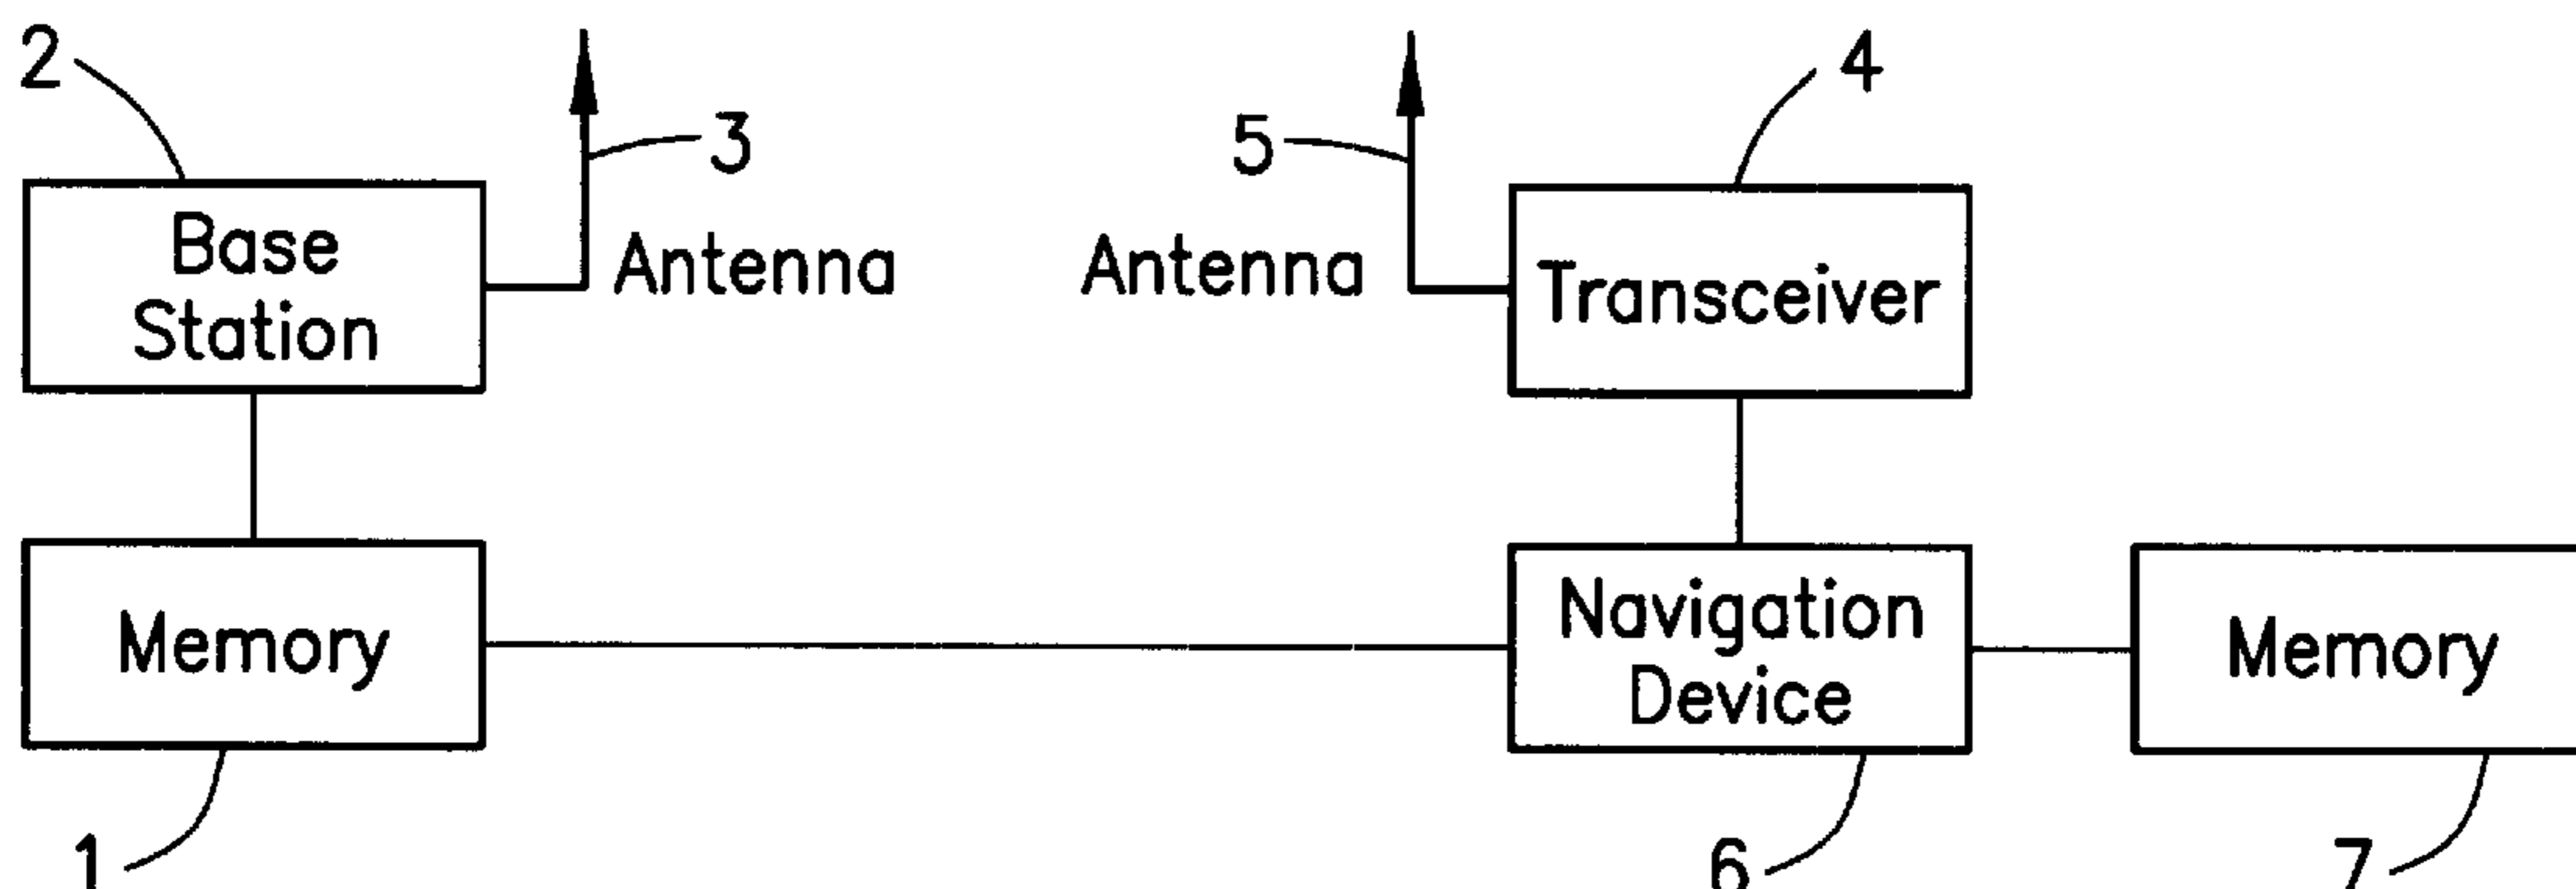 2
3
5
4
Base
Station
Antenna
Antenna
Transceiver
Memory
Navigation
Device
Memory
1
6
7